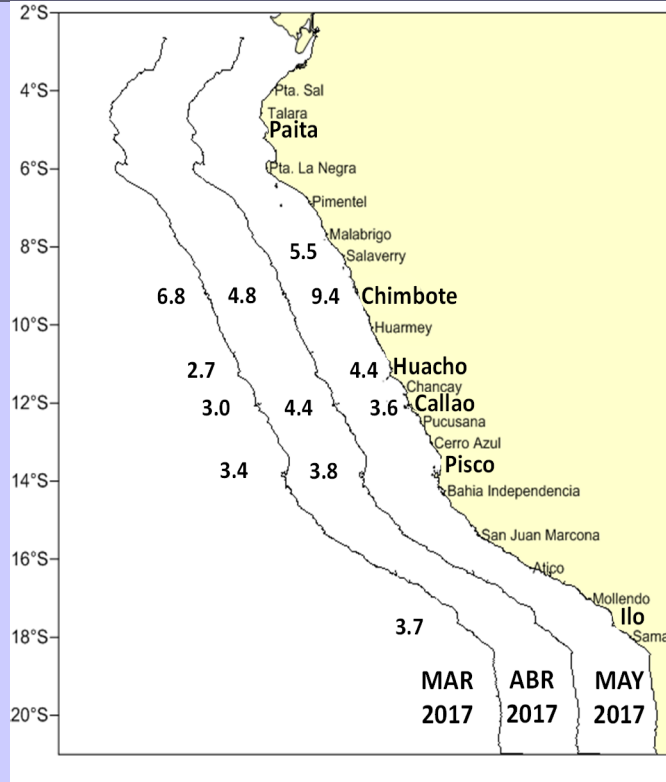 2°S
4°S
Pta. Sal
Talara
Paita
6°S
Pta. La Negra
Pimentel
Malabrigo
8°S
5.5
Salaverry
6.8 4.8 9.4 Chimbote
10°S
Huarmey
2.7 4.4 Huacho
Chancay
12°S
3.0 4.4 3.6 Callao
Pucusana
Cerro Azul
3.4 3.8 Pisco
14°S
Bahia Independencia
San Juan Marcona
16°S
Atico
Mollendo
Ilo
3.7
18°S
Sama
MAR ABR MAY
20°S
2017 2017 2017